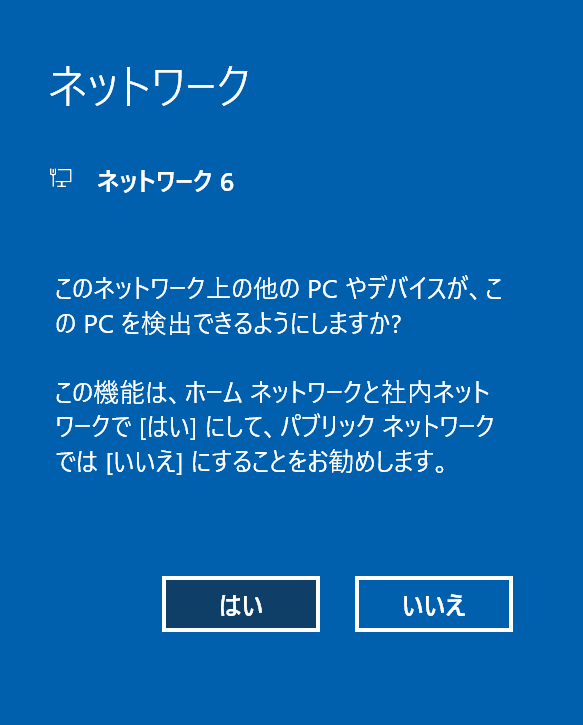 ネットワーク
ネットワーク 6
このネットワーク上の他の PC やデバイスが、こ
の PC を検出できるようにしますか?
この機能は、ホーム ネットワークと社内ネット
ワークで [はい] にして、パブリック ネットワーク
では [いいえ] にすることをお勧めします。
はい
いいえ